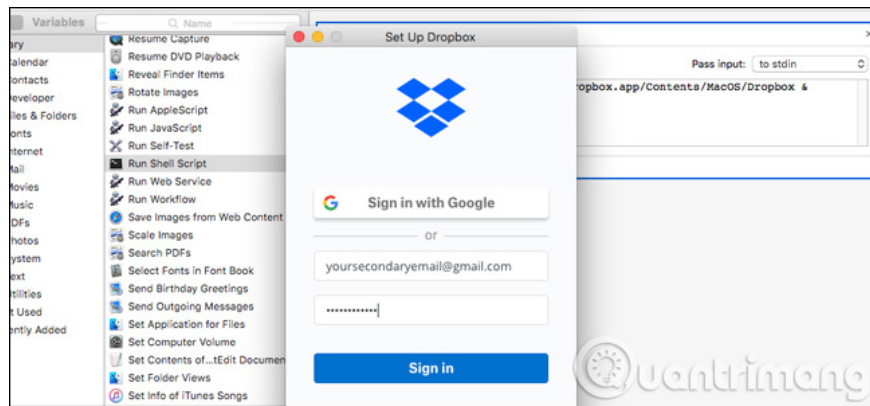 Variables
Name
ary
alendar
ontacts
eveloper
iles & Folders
onts
nternet
Mail
Movies
Music
PDFs
hotos
ystem
ext
tilities
t Used
ently Added
Resume Capture
Resume DVD Playback
Reveal Finder Items
Rotate Images
Run AppleScript
Run JavaScript
Run Self-Test
Run Shell Script
Run Web Service
Run Workflow
Save Images from Web Content
Scale Images
Search PDFs
Select Fonts in Font Book
Send Birthday Greetings
Send Outgoing Messages
Set Application for Files
Set Computer Volume
Set Contents of...tEdit Documen
Set Folder Views
Set Info of iTunes Songs
Set Up Dropbox
Sign in with Google
or
yoursecondaryemail@gmail.com
••••••••••••
Sign in
Pass input: to stdin
ropbox.app/Contents/MacOS/Dropbox &
Quantrimang